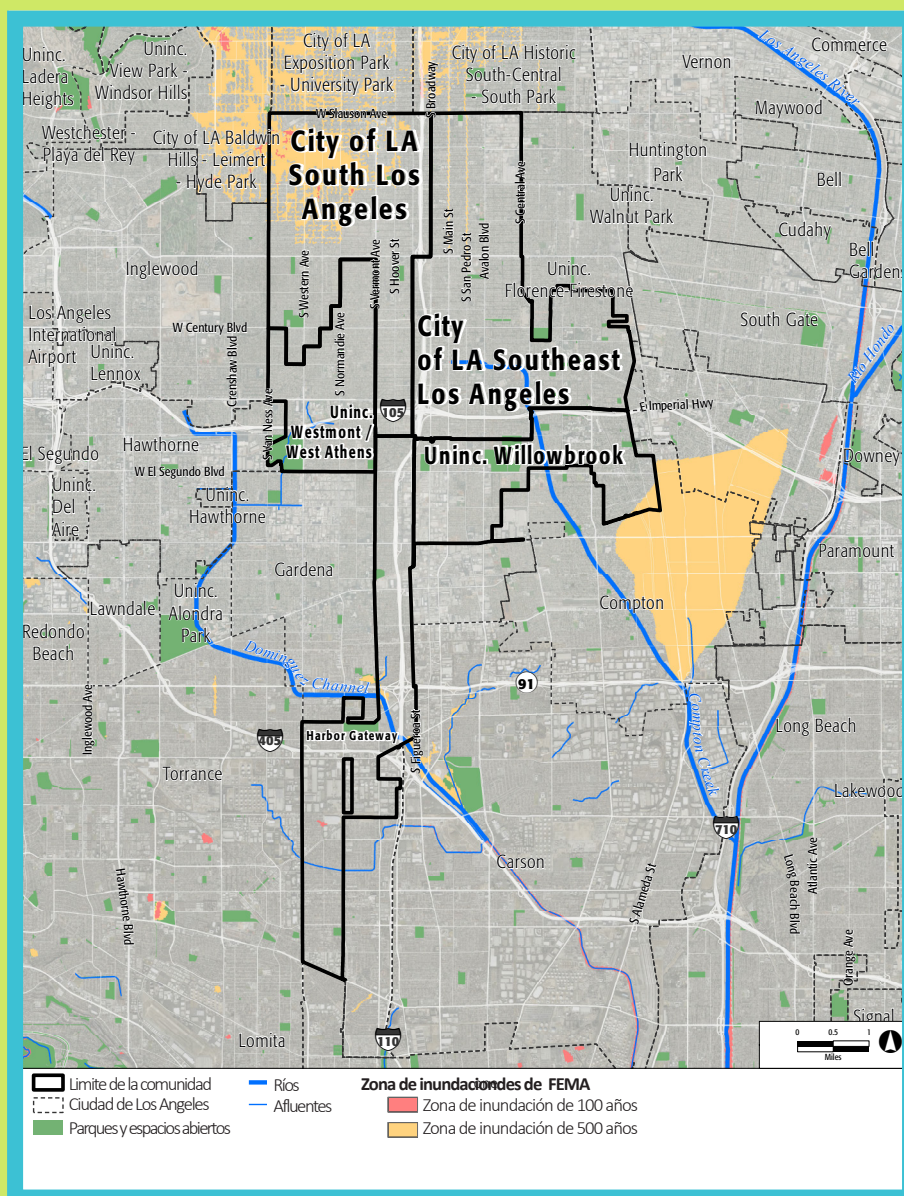 City of LA
Exposition Park
- University Park
City of LA Historic
South-Central
- South Park
Uninc.
Ladera
Heights
Uninc.
View Park -
Windsor Hills
Vernon
Commerce
Los Angeles River
Maywood
Westchester -
Playa del Rey
City of LA Baldwin
Hills - Leimert
- Hyde Park
W Slauson Ave
S Broadway
City of LA
South Los
Angeles
S Central Ave
Huntington
Park
Bell
Uninc.
Walnut Park
Cudahy
Bell
Gardens
Inglewood
S Western Ave
S Vermont Ave
S Hoover St
S Main St
S San Pedro St
Avalon Blvd
Uninc.
Florence-Firestone
Los Angeles
International
Airport
Uninc.
Lennox
W Century Blvd
Crenshaw Blvd
S Normandie Ave
City
of LA Southeast
Los Angeles
South Gate
Rio Hondo
S Van Ness Ave
Uninc.
Westmont /
West Athens
105
E Imperial Hwy
Uninc. Willowbrook
El Segundo
Hawthorne
W El Segundo Blvd
Downey
Uninc.
Del
Aire
Uninc.
Hawthorne
Gardena
Paramount
Lawndale
Uninc.
Alondra
Park
Compton
Redondo
Beach
Dominguez Channel
91
Compton Creek
Inglewood Ave
405
Harbor Gateway
S Figueroa St
Long Beach
Torrance
Lakewood
710
Carson
Hawthorne Blvd
S Alameda St
Long Beach Blvd
Atlantic Ave
Orange Ave
Signal
Lomita
110
0 0.5 1
Miles
Limite de la comunidad
Ciudad de Los Angeles
Parques y espacios abiertos
Ríos
Afluentes
Zona de inundaciondes de FEMA
Zona de inundación de 100 años
Zona de inundación de 500 años